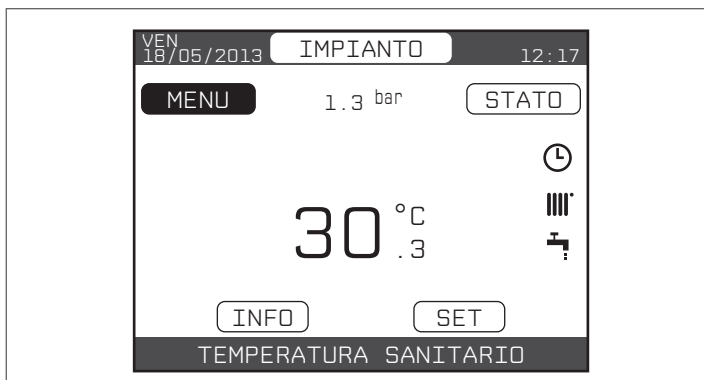 VEN
18/05/2013 IMPIANTO 12:17
MENU 1.3 bar STATO
30.3 °C
INFO SET
TEMPERATURA SANITARIO